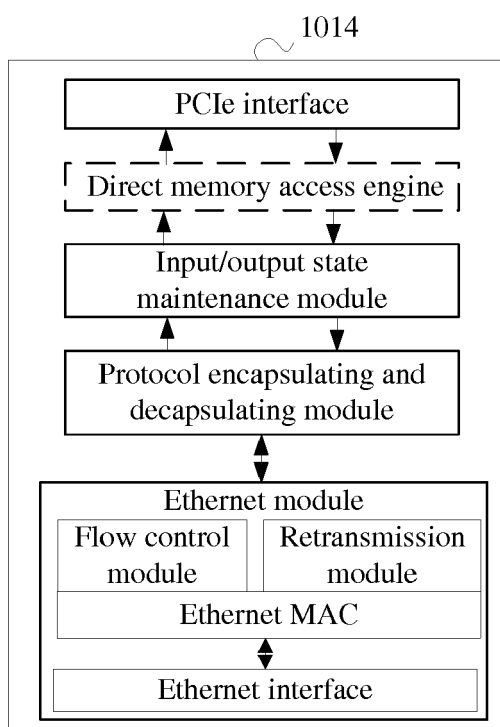 1014
PCIe interface
Direct memory access engine
Input/output state
maintenance module
Protocol encapsulating and
decapsulating module
Ethernet module
Flow control
module
Retransmission
module
Ethernet MAC
Ethernet interface